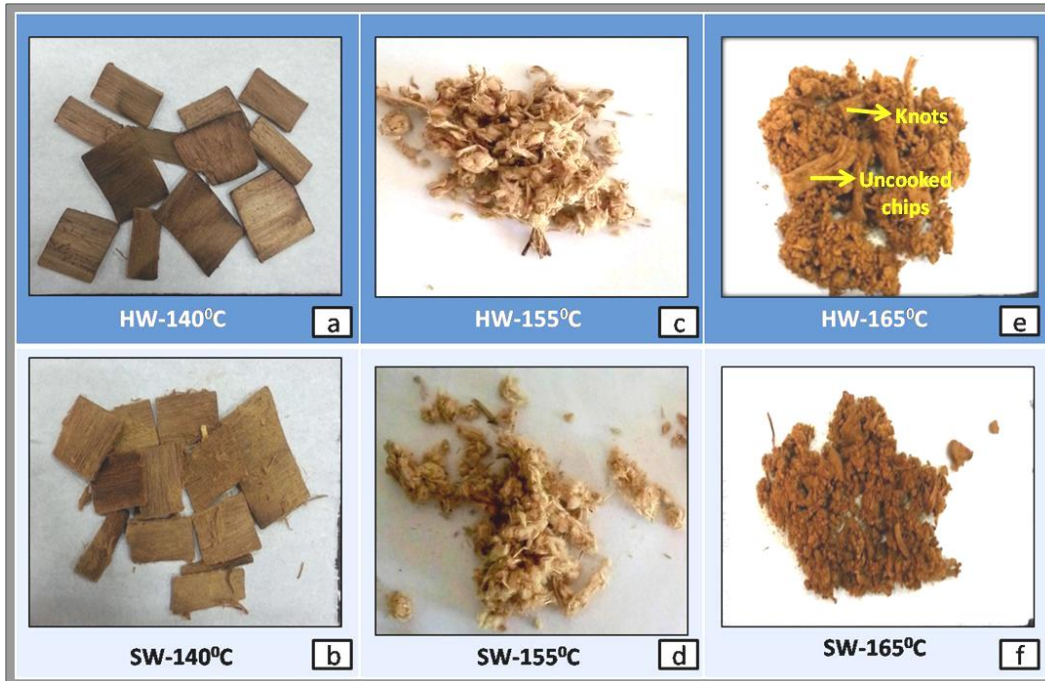 Knots
Uncooked
chips
HW-140⁰C
a
HW-155⁰C
c
HW-165⁰C
e
SW-140⁰C
b
SW-155⁰C
d
SW-165⁰C
f